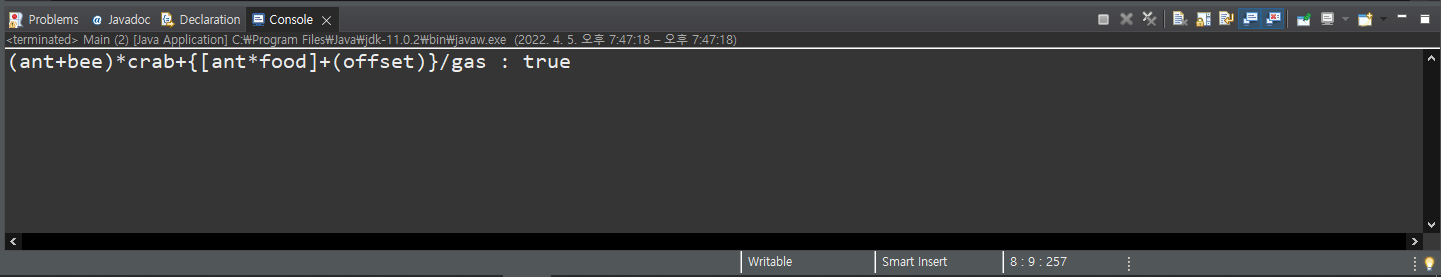 Problems @ Javadoc Declaration Console
<terminated> Main (2) [Java Application] C:₩Program Files₩Java₩jdk-11.0.2₩bin₩javaw.exe (2022. 4. 5. 오후 7:47:18 – 오후 7:47:18)
(ant+bee)*crab+{[ant*food]+(offset)}/gas : true
Writable Smart Insert 8 : 9 : 257